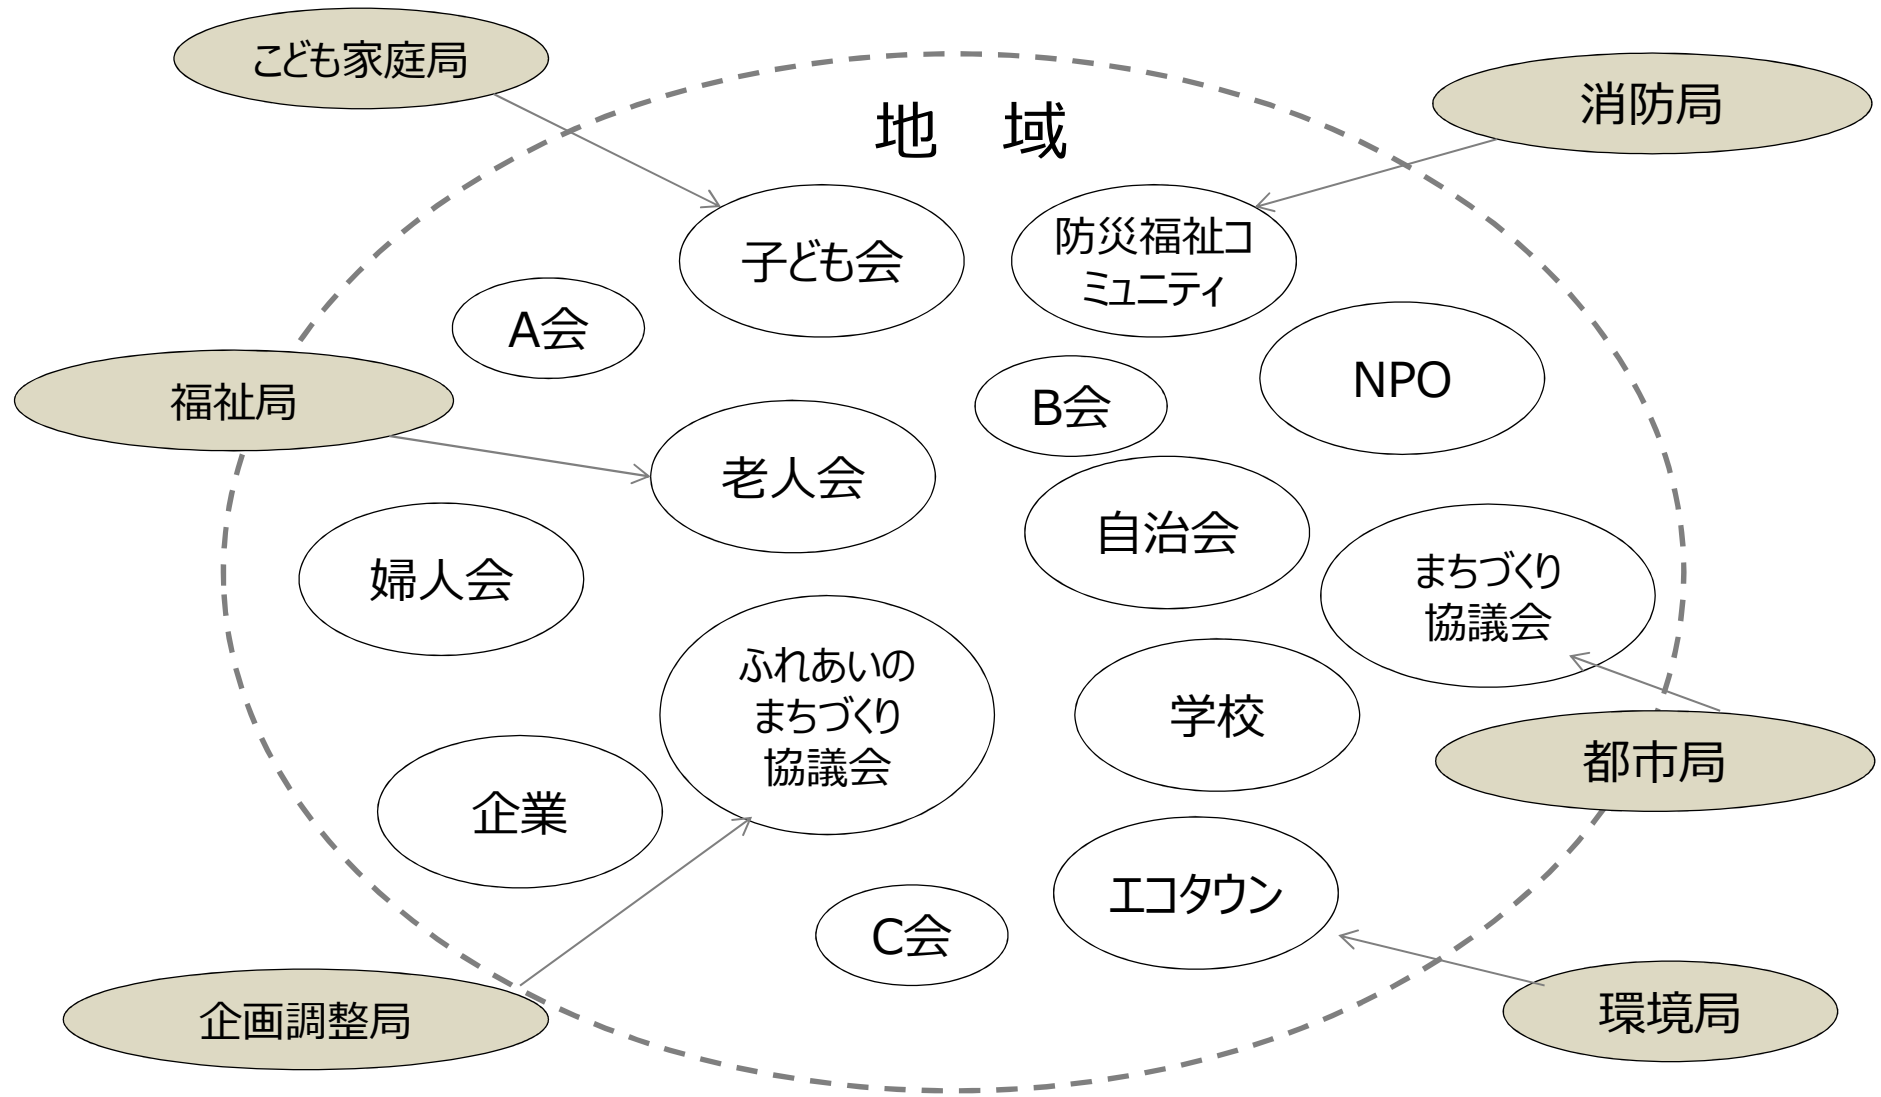 こども家庭局
消防局
地　域
子ども会
防災福祉コ
ミュニティ
A会
NPO
福祉局
B会
老人会
自治会
婦人会
まちづくり
協議会
ふれあいの
まちづくり
協議会
学校
都市局
企業
エコタウン
C会
企画調整局
環境局